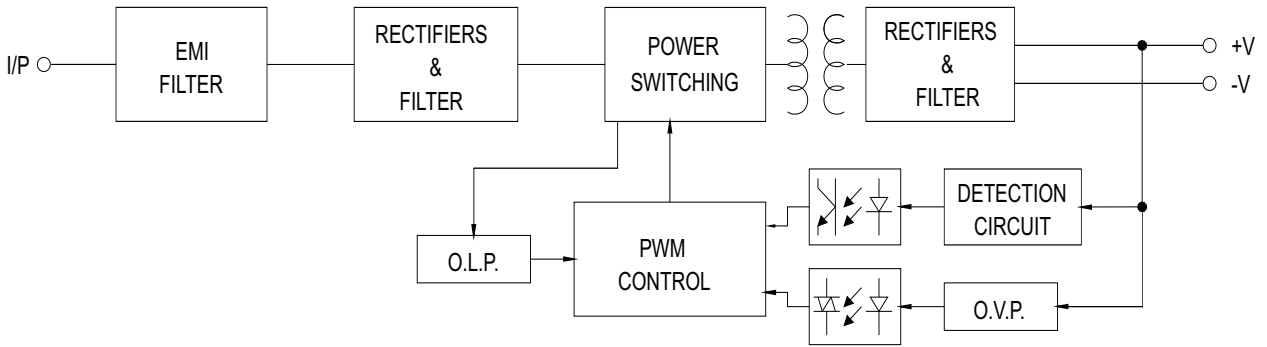 I/P
EMI
FILTER
RECTIFIERS
&
FILTER
POWER
SWITCHING
RECTIFIERS
&
FILTER
+V
-V
DETECTION
CIRCUIT
PWM
CONTROL
O.L.P.
O.V.P.